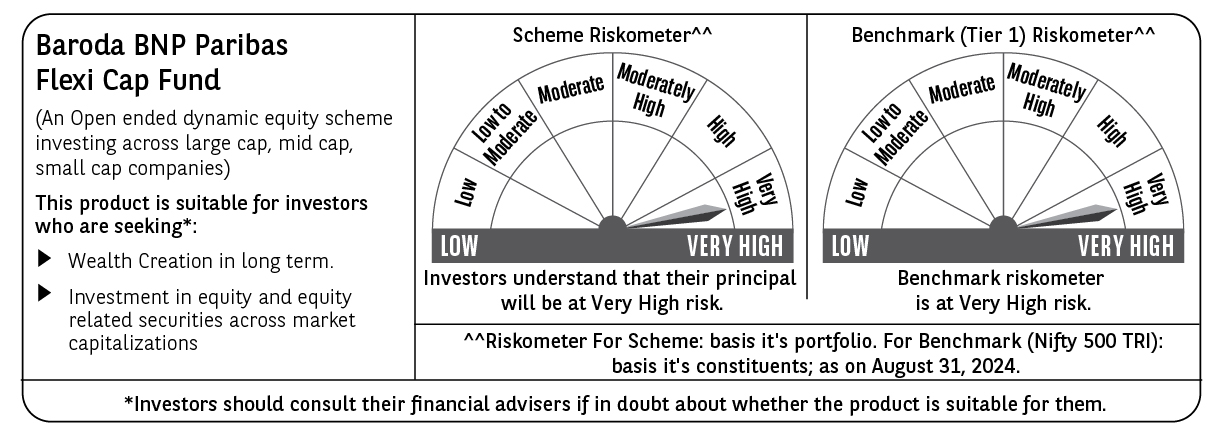 Baroda BNP Paribas
Flexi Cap Fund
(An Open ended dynamic equity scheme
investing across large cap, mid cap,
small cap companies)
This product is suitable for investors
who are seeking*:
Wealth Creation in long term.
Investment in equity and equity
related securities across market
capitalizations
Scheme Riskometer^^
Low
Low to
Moderate
Moderate
Moderately
High
High
Very
High
LOW
VERY HIGH
Investors understand that their principal
will be at Very High risk.
Benchmark (Tier 1) Riskometer^^
Low
Low to
Moderate
Moderate
Moderately
High
High
Very
High
LOW
VERY HIGH
Benchmark riskometer
is at Very High risk.
^^Riskometer For Scheme: basis it's portfolio. For Benchmark (Nifty 500 TRI):
basis it's constituents; as on August 31, 2024.
*Investors should consult their financial advisers if in doubt about whether the product is suitable for them.